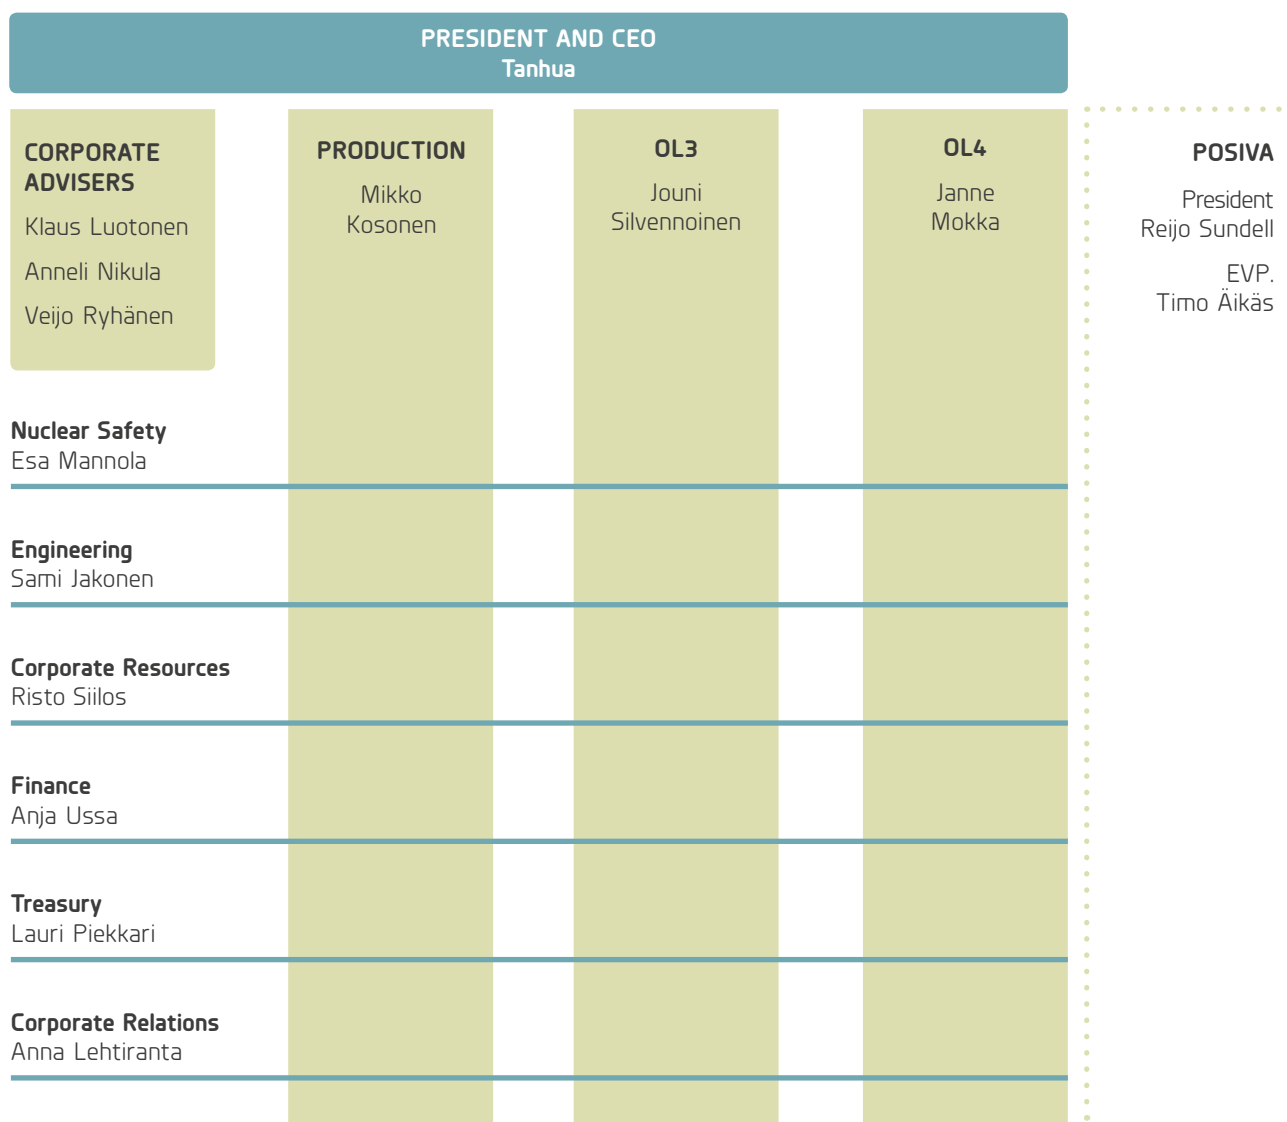 PRESIDENT AND CEO
Tanhua
CORPORATE
ADVISERS
Klaus Luotonen
Anneli Nikula
Veijo Ryhänen
PRODUCTION
Mikko
Kosonen
OL3
Jouni
Silvennoinen
OL4
Janne
Mokka
POSIVA
President
Reijo Sundell
EVP.
Timo Äikäs
Nuclear Safety
Esa Mannola
Engineering
Sami Jakonen
Corporate Resources
Risto Siilos
Finance
Anja Ussa
Treasury
Lauri Piekkari
Corporate Relations
Anna Lehtiranta